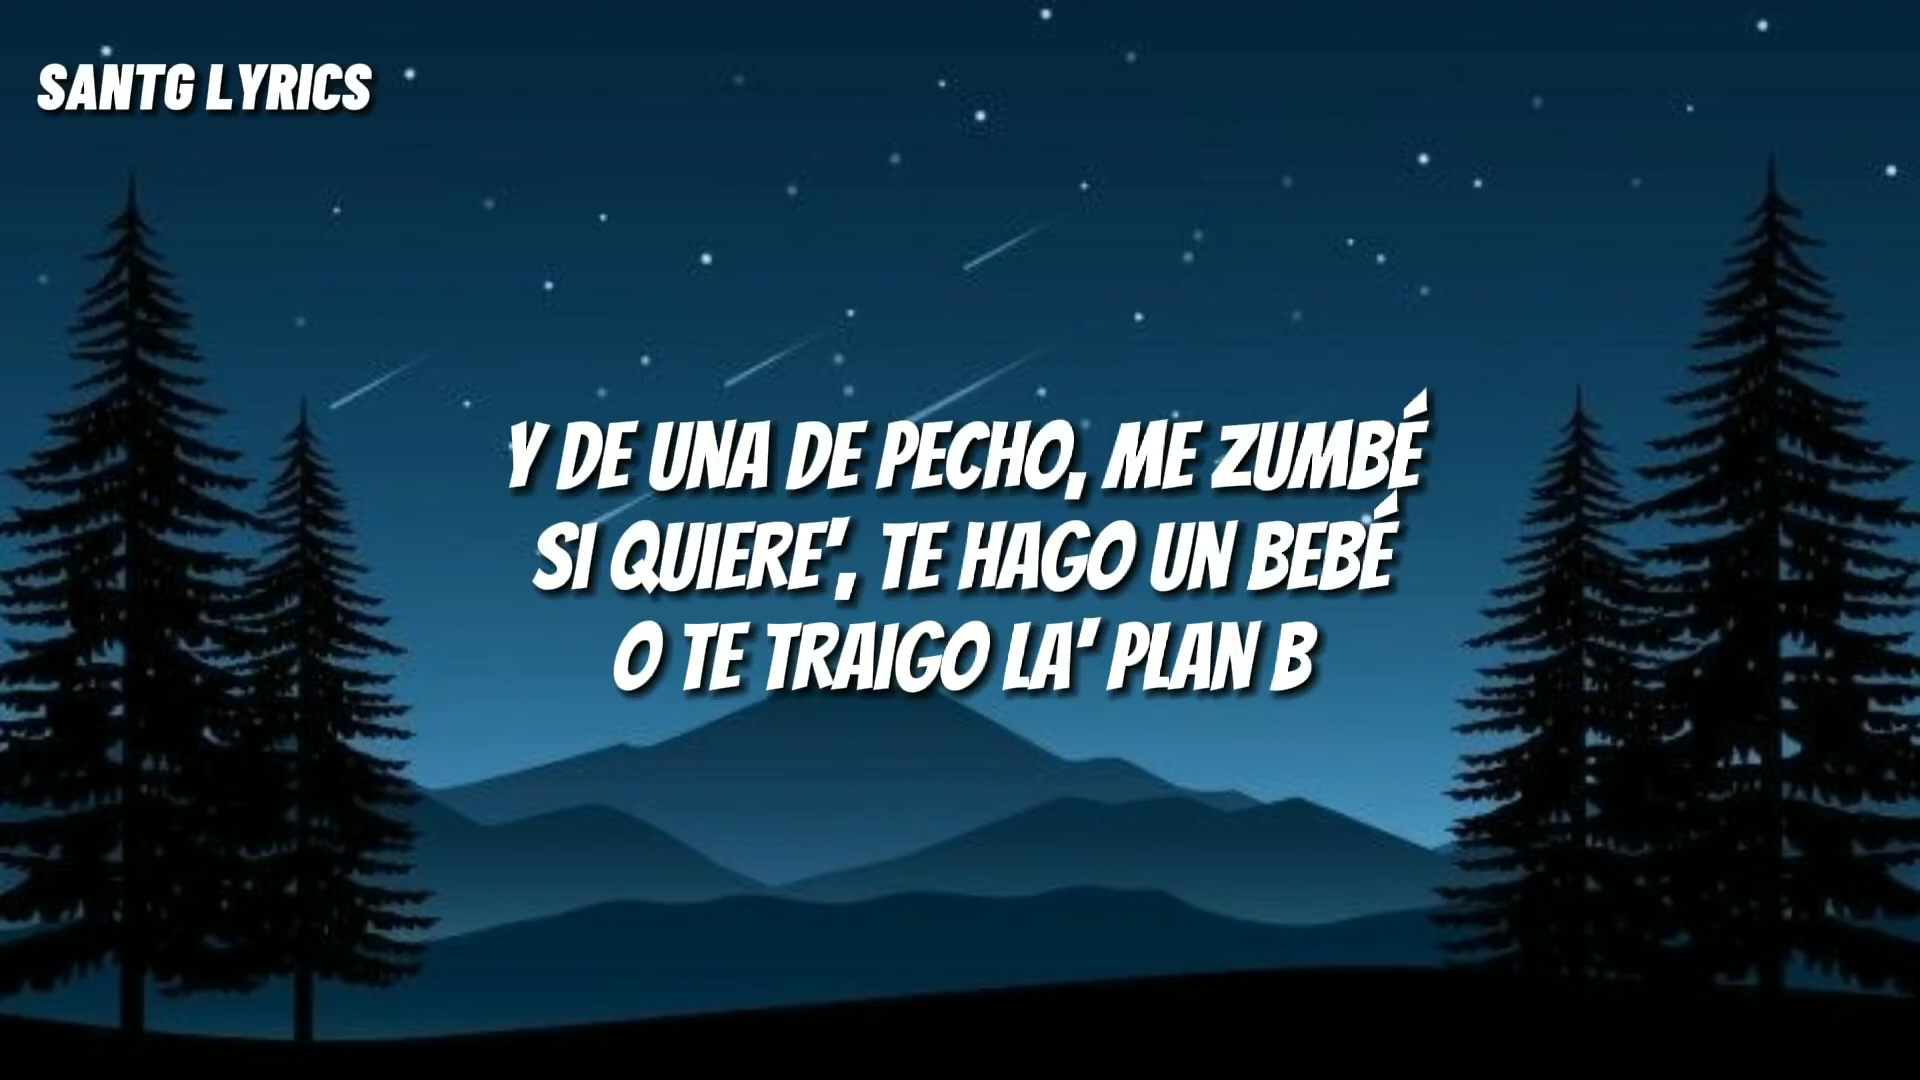 SANTG LYRICS
Y DE UNA DE PECHO, ME ZUMBÉ
SI QUIERE', TE HAGO UN BEBÉ
O TE TRAIGO LA' PLAN B